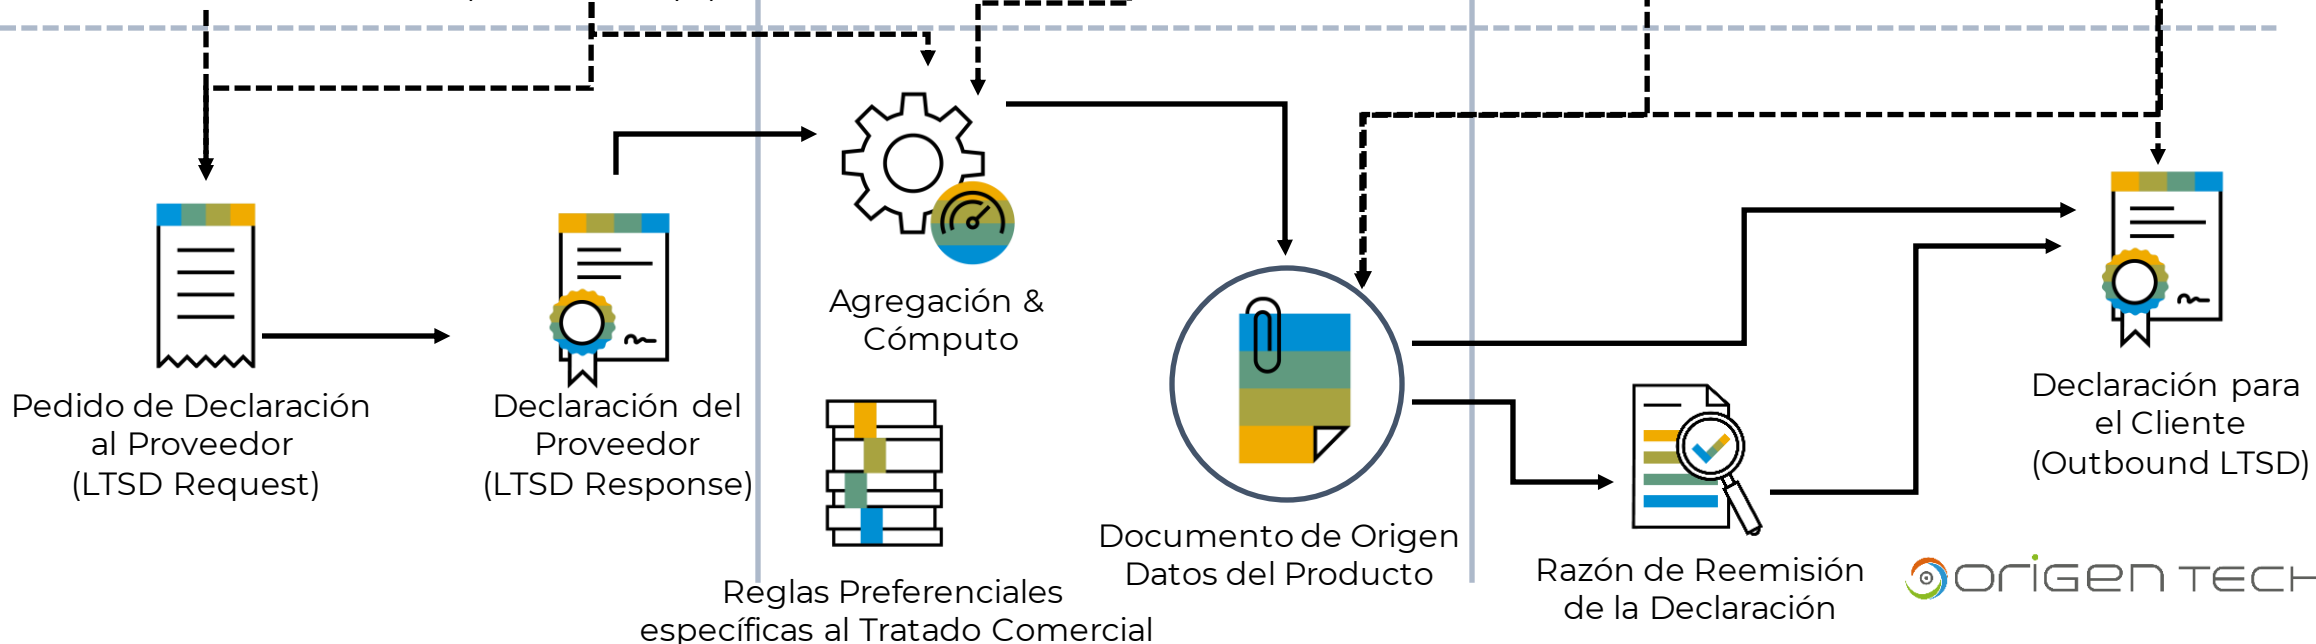 Agregación &
Cómputo
Pedido de Declaración
al Proveedor
(LTSD Request)
Declaración del
Proveedor
(LTSD Response)
Declaración para
el Cliente
(Outbound LTSD)
Documento de Origen
Datos del Producto
Razón de Reemisión
de la Declaración
Reglas Preferenciales
específicas al Tratado Comercial
origen TECH